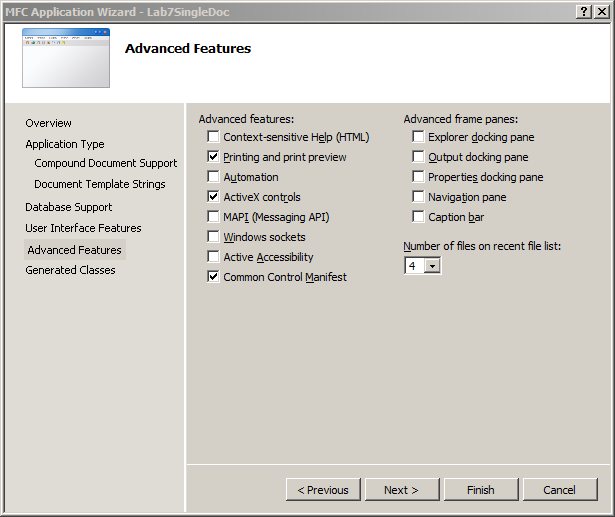 MFC Application Wizard - Lab7SingleDoc
Advanced Features
Overview
Application Type
Compound Document Support
Document Template Strings
Database Support
User Interface Features
Advanced Features
Generated Classes
Advanced features:
Context-sensitive Help (HTML)
Printing and print preview
Automation
ActiveX controls
MAPI (Messaging API)
Windows sockets
Active Accessibility
Common Control Manifest
Advanced frame panes:
Explorer docking pane
Output docking pane
Properties docking pane
Navigation pane
Caption bar
Number of files on recent file list:
4
< Previous
Next >
Finish
Cancel